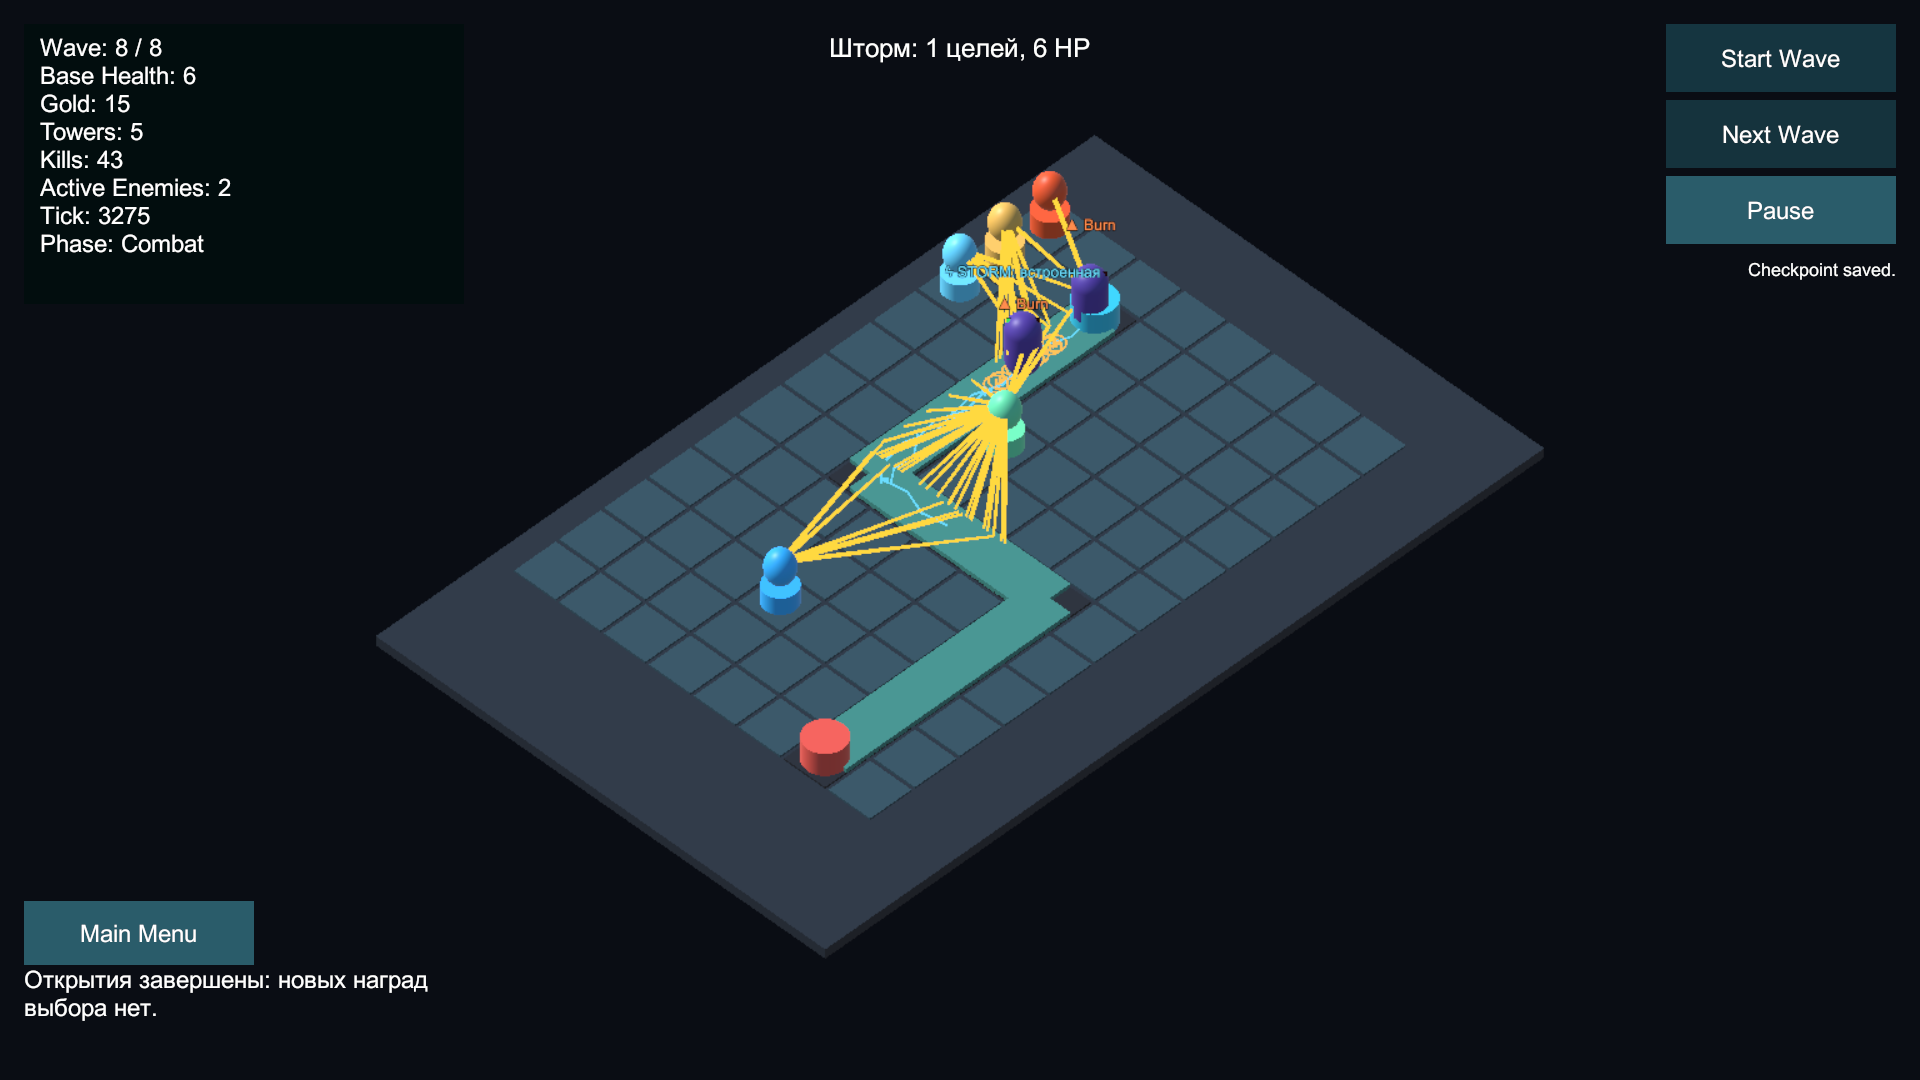 Wave: 8 / 8
Base Health: 6
Gold: 15
Towers: 5
Kills: 43
Active Enemies: 2
Tick: 3275
Phase: Combat
Шторм: 1 целей, 6 HP
Start Wave
Next Wave
Pause
Checkpoint saved.
▲ Burn
STORM: встроенная
▲ Burn
Main Menu
Открытия завершены: новых наград
выбора нет.